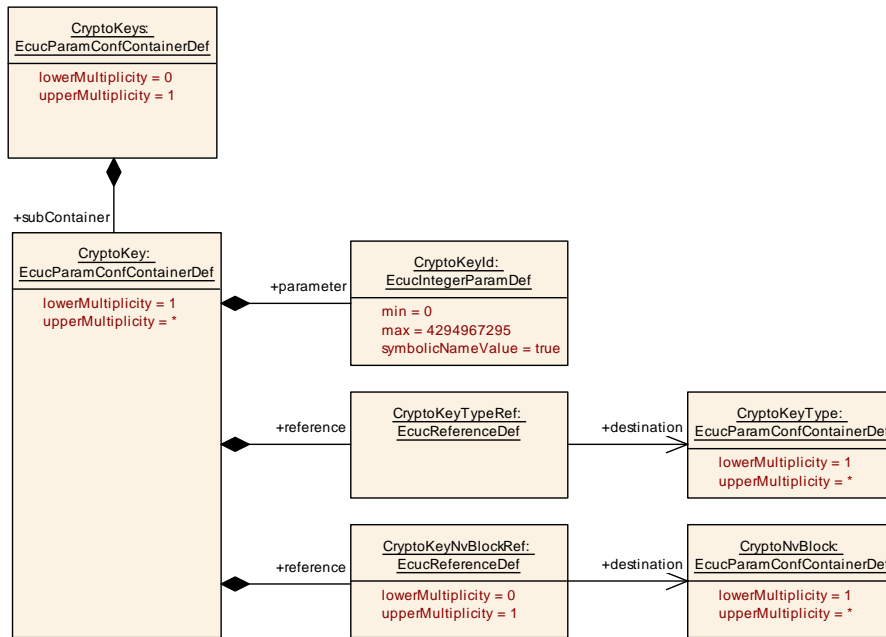 CryptoKeys:
EcucParamConfContainerDef
lowerMultiplicity = 0
upperMultiplicity = 1
+subContainer
CryptoKey:
EcucParamConfContainerDef
lowerMultiplicity = 1
upperMultiplicity = *
+parameter
CryptoKeyId:
EcucIntegerParamDef
min = 0
max = 4294967295
symbolicNameValue = true
+reference
CryptoKeyTypeRef:
EcucReferenceDef
+destination
CryptoKeyType:
EcucParamConfContainerDef
lowerMultiplicity = 1
upperMultiplicity = *
+reference
CryptoKeyNvBlockRef:
EcucReferenceDef
lowerMultiplicity = 0
upperMultiplicity = 1
+destination
CryptoNvBlock:
EcucParamConfContainerDef
lowerMultiplicity = 1
upperMultiplicity = *